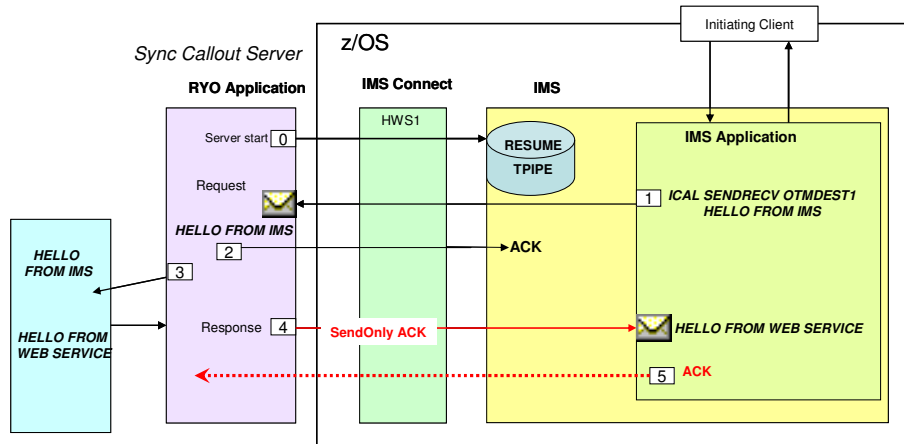 Initiating Client
z/OS
Sync Callout Server
RYO Application
IMS Connect
IMS
HWS1
IMS Application
Server start
0
RESUME
TPIPE
Request
1
ICAL SENDRECV OTMDEST1
HELLO FROM IMS
HELLO FROM IMS
2
ACK
HELLO
FROM IMS
3
HELLO FROM
WEB SERVICE
Response
4
SendOnly ACK
HELLO FROM WEB SERVICE
5
ACK